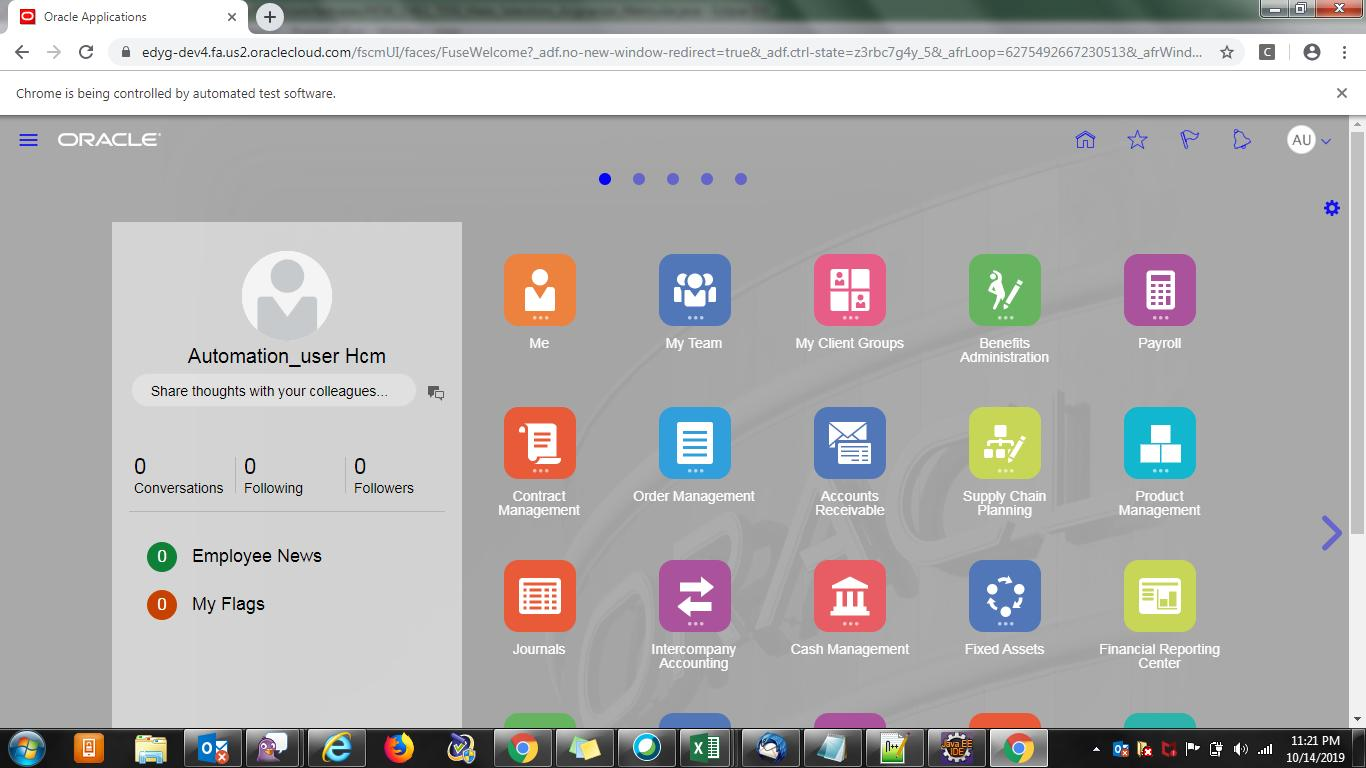 Oracle Applications
edyg-dev4.fa.us2.oraclecloud.com/fscmUI/faces/FuseWelcome?_adf.no-new-window-redirect=true&_adf.ctrl-state=z3rbc7g4y_5&_afrLoop=6275492667230513&_afrWind...
C
Chrome is being controlled by automated test software.
ORACLE
AU
Automation_user Hcm
Share thoughts with your colleagues...
0
Conversations
0
Following
0
Followers
0 Employee News
0 My Flags
Me
My Team
My Client Groups
Benefits
Administration
Payroll
Contract
Management
Order Management
Accounts
Receivable
Supply Chain
Planning
Product
Management
Journals
Intercompany
Accounting
Cash Management
Fixed Assets
Financial Reporting
Center
ORACL
Java EE
IDE
11:21 PM
10/14/2019